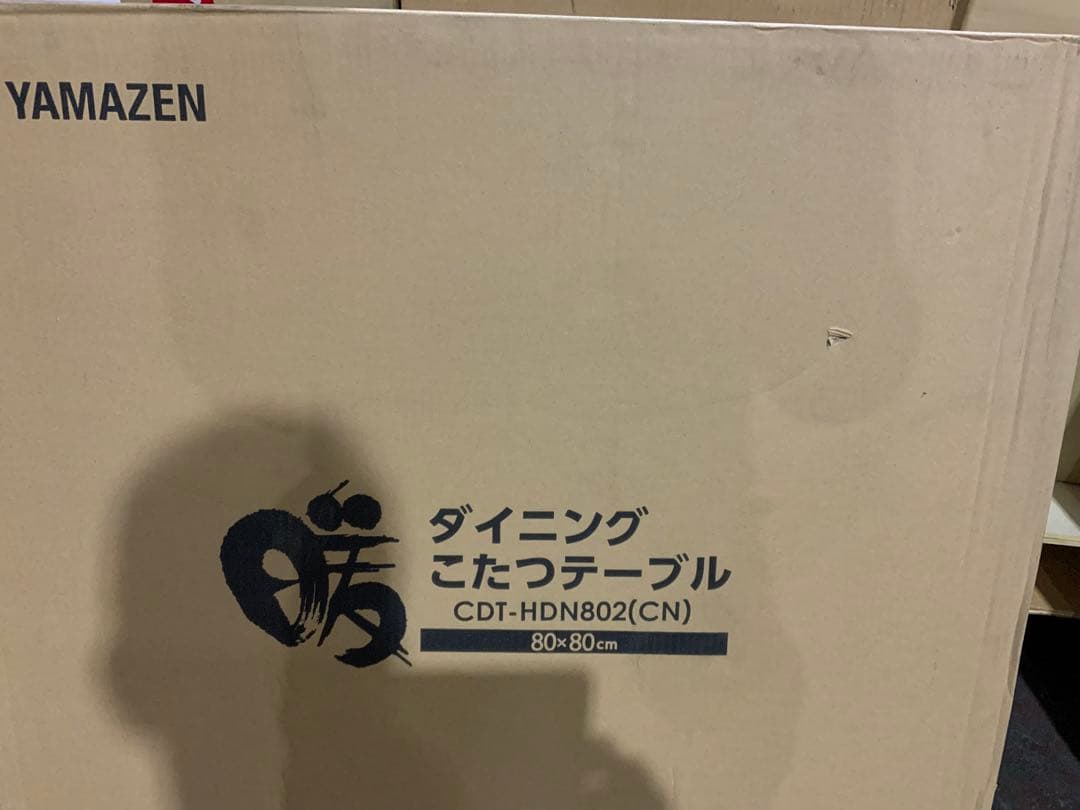 YAMAZEN
暖
ダイニング
こたつテーブル
CDT-HDN802(CN)
80×80cm